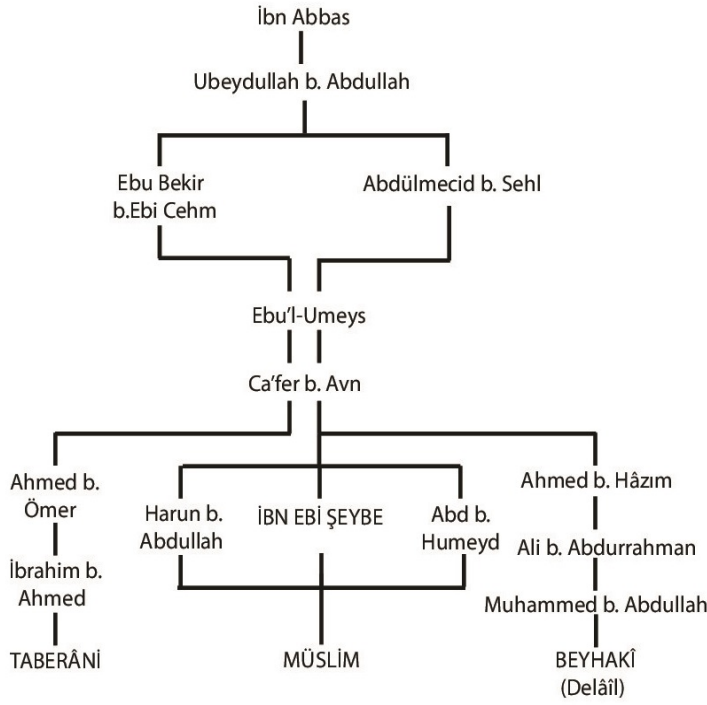 İbn Abbas
Ubeydullah b. Abdullah
Ebu Bekir
b.Ebi Cehm
Abdülmecid b. Sehl
Ebu'l-Umeys
Ca'fer b. Avn
Ahmed b.
Ömer
İbrahim b.
Ahmed
TABERÂNİ
Harun b.
Abdullah
İBN EBİ ŞEYBE
Abd b.
Humeyd
MÜSLİM
Ahmed b. Hâzım
Ali b. Abdurrahman
Muhammed b. Abdullah
BEYHAKÎ
(Delâîl)